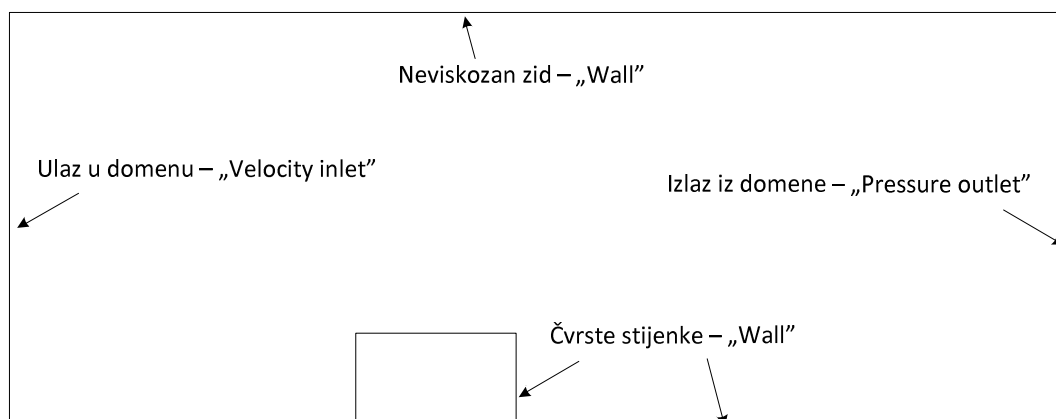 Neviskozan zid – „Wall”
Ulaz u domenu – „Velocity inlet”
Izlaz iz domene – „Pressure outlet”
Čvrste stijenke – „Wall”